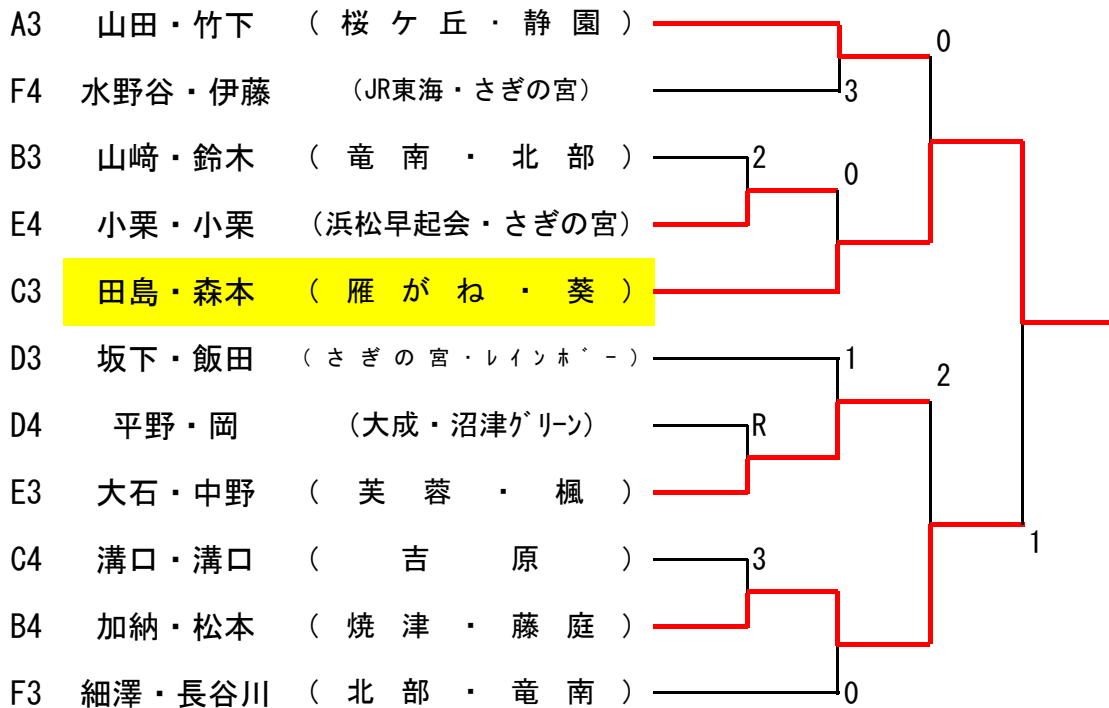 A3 山田・竹下 (桜ケ丘・静園)
0
F4 水野谷・伊藤 (JR東海・さぎの宮) 3
B3 山﨑・鈴木 (竜南・北部) 2
0
E4 小栗・小栗 (浜松早起会・さぎの宮)
C3 田島・森本 (雁がね・葵)
D3 坂下・飯田 (さぎの宮・レインボー) 1
2
D4 平野・岡 (大成・沼津グリーン) R
E3 大石・中野 (芙蓉・楓)
1
C4 溝口・溝口 (吉原) 3
B4 加納・松本 (焼津・藤庭)
F3 細澤・長谷川 (北部・竜南) 0